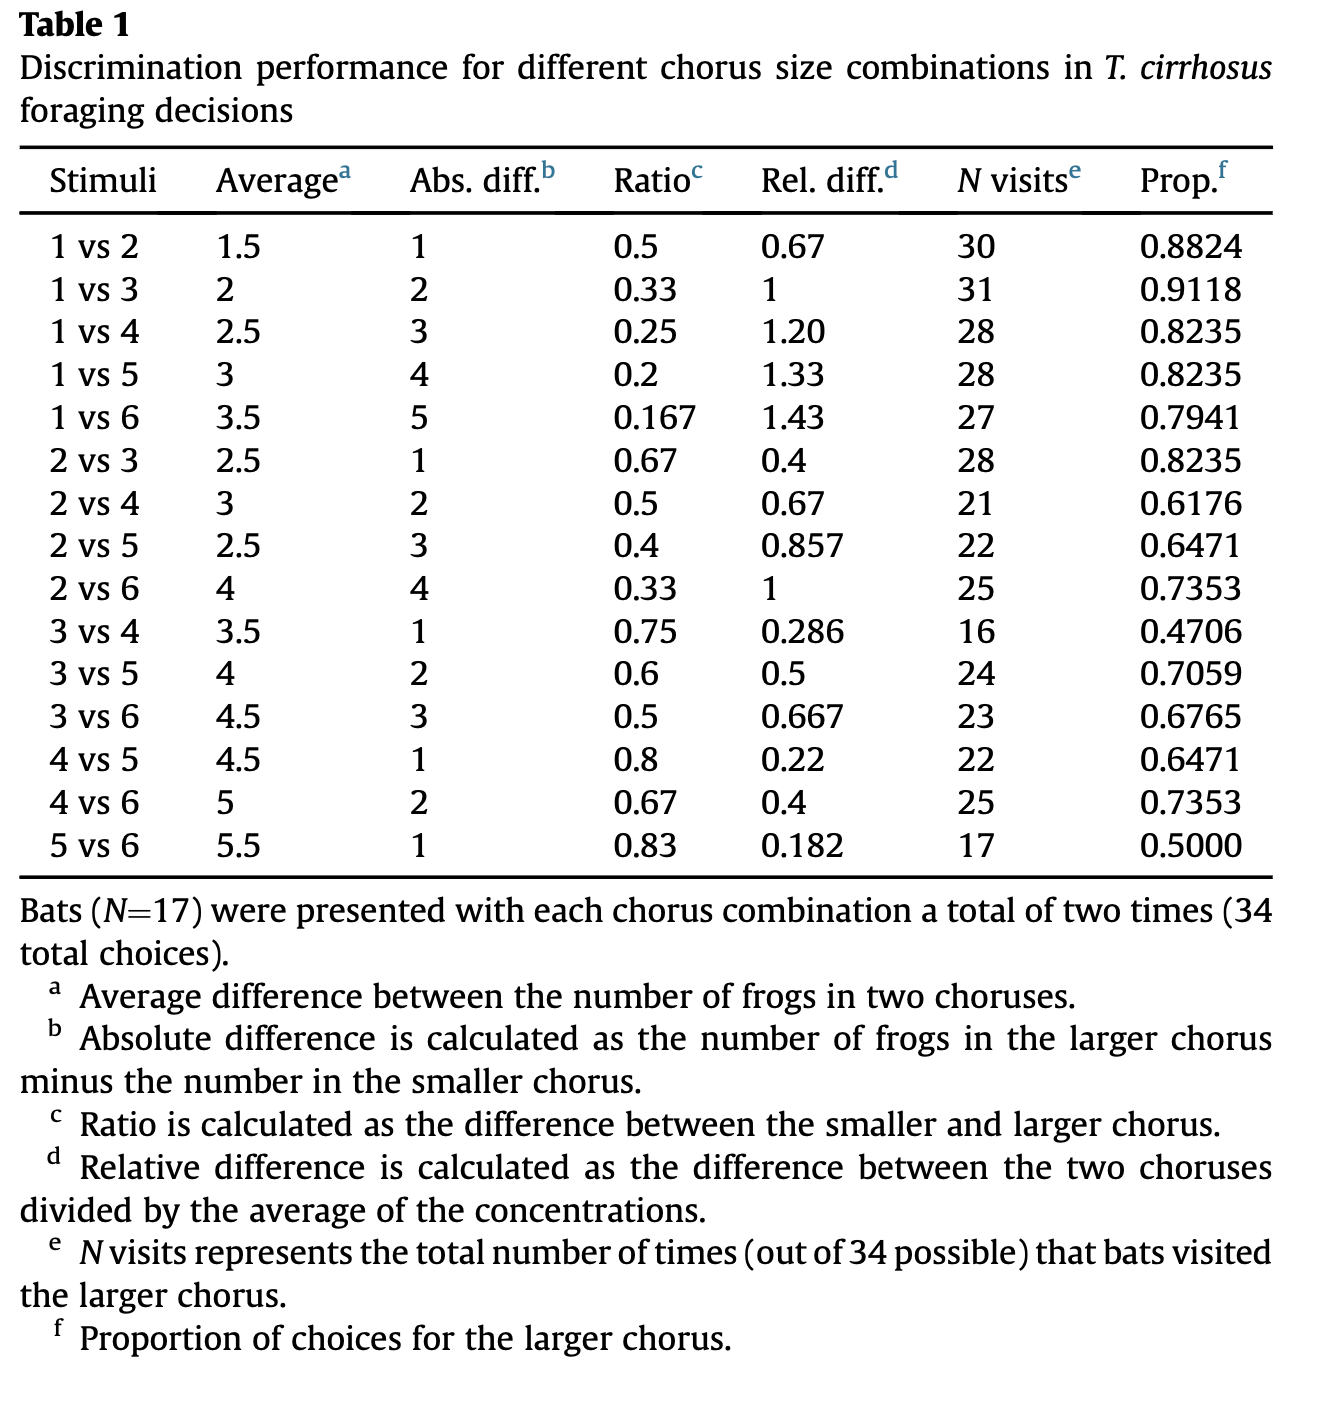 Table 1
Discrimination performance for different chorus size combinations in T. cirrhosus
foraging decisions
Stimuli Average a Abs. diff. b Ratio c Rel. diff. d N visits e Prop. f
1 vs 2 1.5 1 0.5 0.67 30 0.8824
1 vs 3 2 2 0.33 1 31 0.9118
1 vs 4 2.5 3 0.25 1.20 28 0.8235
1 vs 5 3 4 0.2 1.33 28 0.8235
1 vs 6 3.5 5 0.167 1.43 27 0.7941
2 vs 3 2.5 1 0.67 0.4 28 0.8235
2 vs 4 3 2 0.5 0.67 21 0.6176
2 vs 5 2.5 3 0.4 0.857 22 0.6471
2 vs 6 4 4 0.33 1 25 0.7353
3 vs 4 3.5 1 0.75 0.286 16 0.4706
3 vs 5 4 2 0.6 0.5 24 0.7059
3 vs 6 4.5 3 0.5 0.667 23 0.6765
4 vs 5 4.5 1 0.8 0.22 22 0.6471
4 vs 6 5 2 0.67 0.4 25 0.7353
5 vs 6 5.5 1 0.83 0.182 17 0.5000
Bats (N=17) were presented with each chorus combination a total of two times (34
total choices).
a Average difference between the number of frogs in two choruses.
b Absolute difference is calculated as the number of frogs in the larger chorus
minus the number in the smaller chorus.
c Ratio is calculated as the difference between the smaller and larger chorus.
d Relative difference is calculated as the difference between the two choruses
divided by the average of the concentrations.
e N visits represents the total number of times (out of 34 possible) that bats visited
the larger chorus.
f Proportion of choices for the larger chorus.